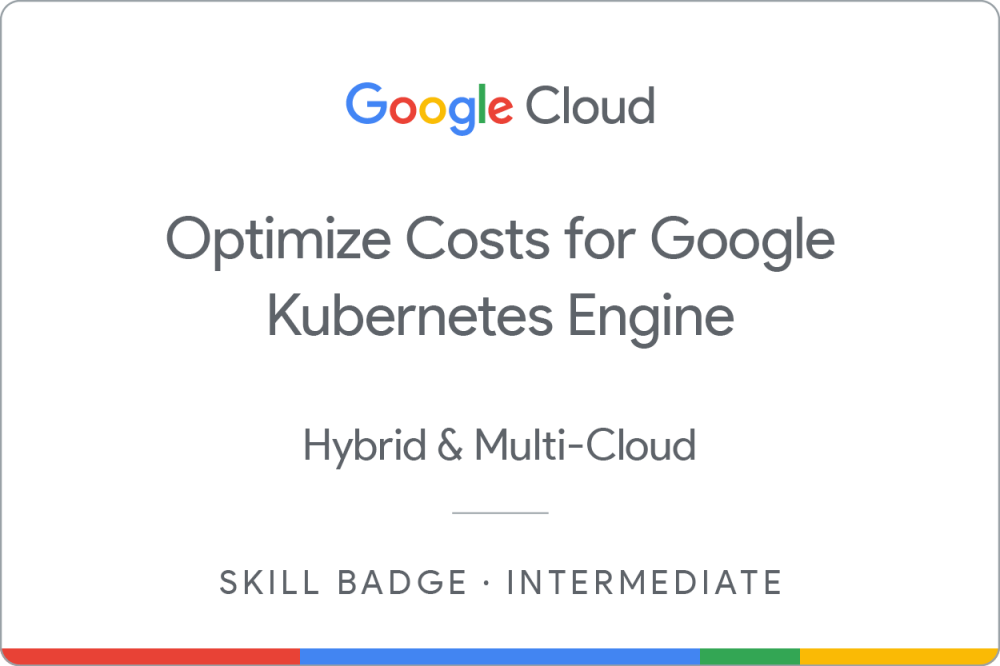 Google Cloud
Optimize Costs for Google
Kubernetes Engine
Hybrid & Multi-Cloud
SKILL BADGE · INTERMEDIATE